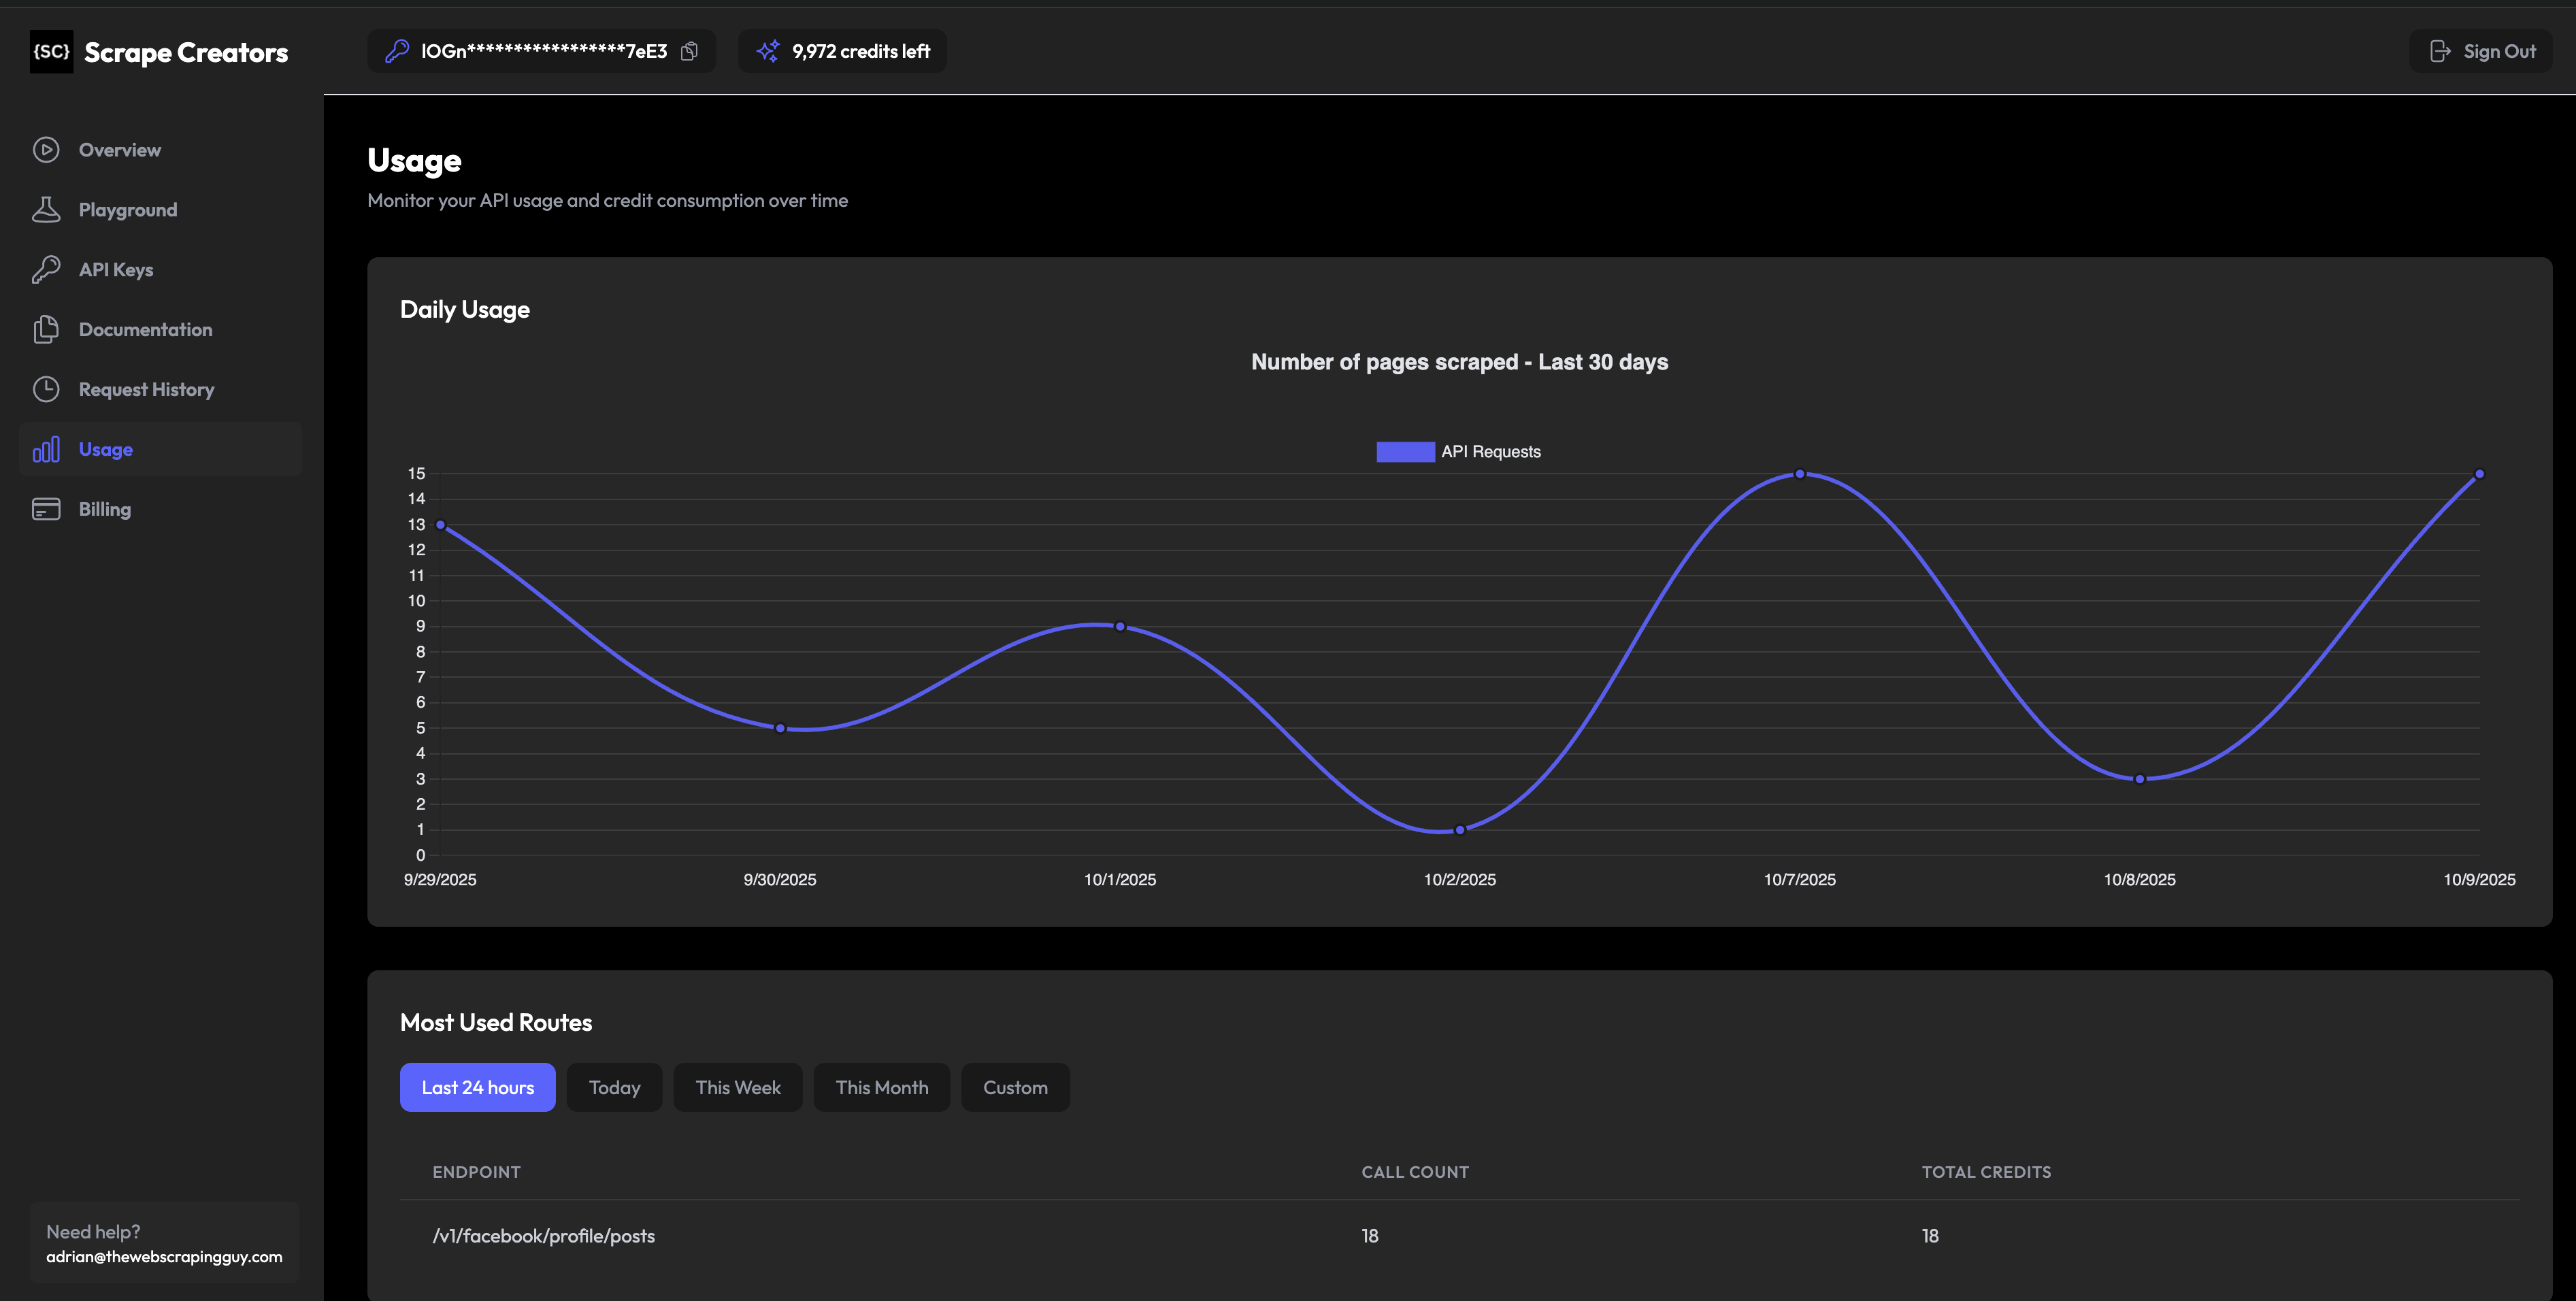 {SC} Scrape Creators
lOGn*****************7eE3
9,972 credits left
Sign Out
Overview
Playground
API Keys
Documentation
Request History
Usage
Billing
Need help?
adrian@thewebscrapingguy.com
Usage
Monitor your API usage and credit consumption over time
Daily Usage
Number of pages scraped - Last 30 days
API Requests
15
14
13
12
11
10
9
8
7
6
5
4
3
2
1
0
9/29/2025 9/30/2025 10/1/2025 10/2/2025 10/7/2025 10/8/2025 10/9/2025
Most Used Routes
Last 24 hours Today This Week This Month Custom
ENDPOINT CALL COUNT TOTAL CREDITS
/v1/facebook/profile/posts 18 18